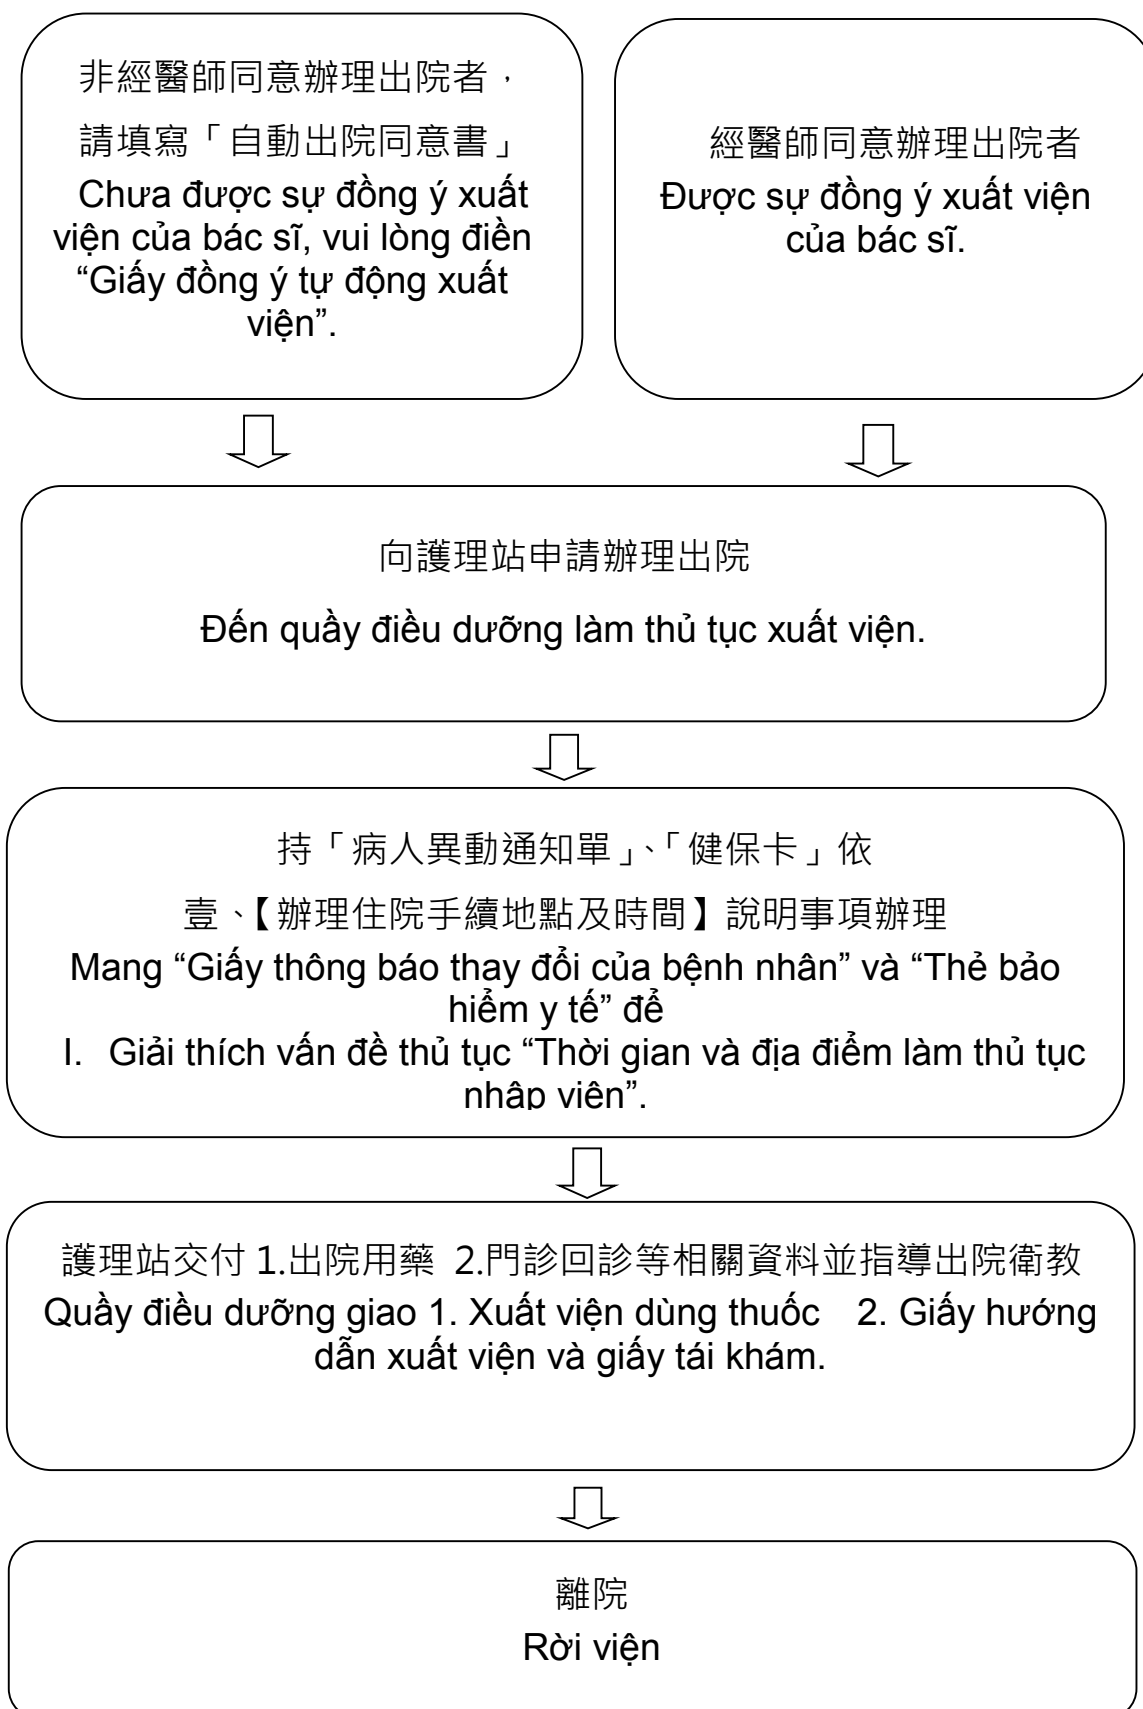 非經醫師同意辦理出院者，
請填寫「自動出院同意書」
Chưa được sự đồng ý xuất
viện của bác sĩ, vui lòng điền
“Giấy đồng ý tự động xuất
viện”.
經醫師同意辦理出院者
Được sự đồng ý xuất viện
của bác sĩ.
向護理站申請辦理出院
Đến quầy điều dưỡng làm thủ tục xuất viện.
持「病人異動通知單」、「健保卡」依
壹、【辦理住院手續地點及時間】說明事項辦理
Mang “Giấy thông báo thay đổi của bệnh nhân” và “Thẻ bảo
hiểm y tế” để
I. Giải thích vấn đề thủ tục “Thời gian và địa điểm làm thủ tục
nhập viện”.
護理站交付 1.出院用藥 2.門診回診等相關資料並指導出院衛教
Quầy điều dưỡng giao 1. Xuất viện dùng thuốc 2. Giấy hướng
dẫn xuất viện và giấy tái khám.
離院
Rời viện